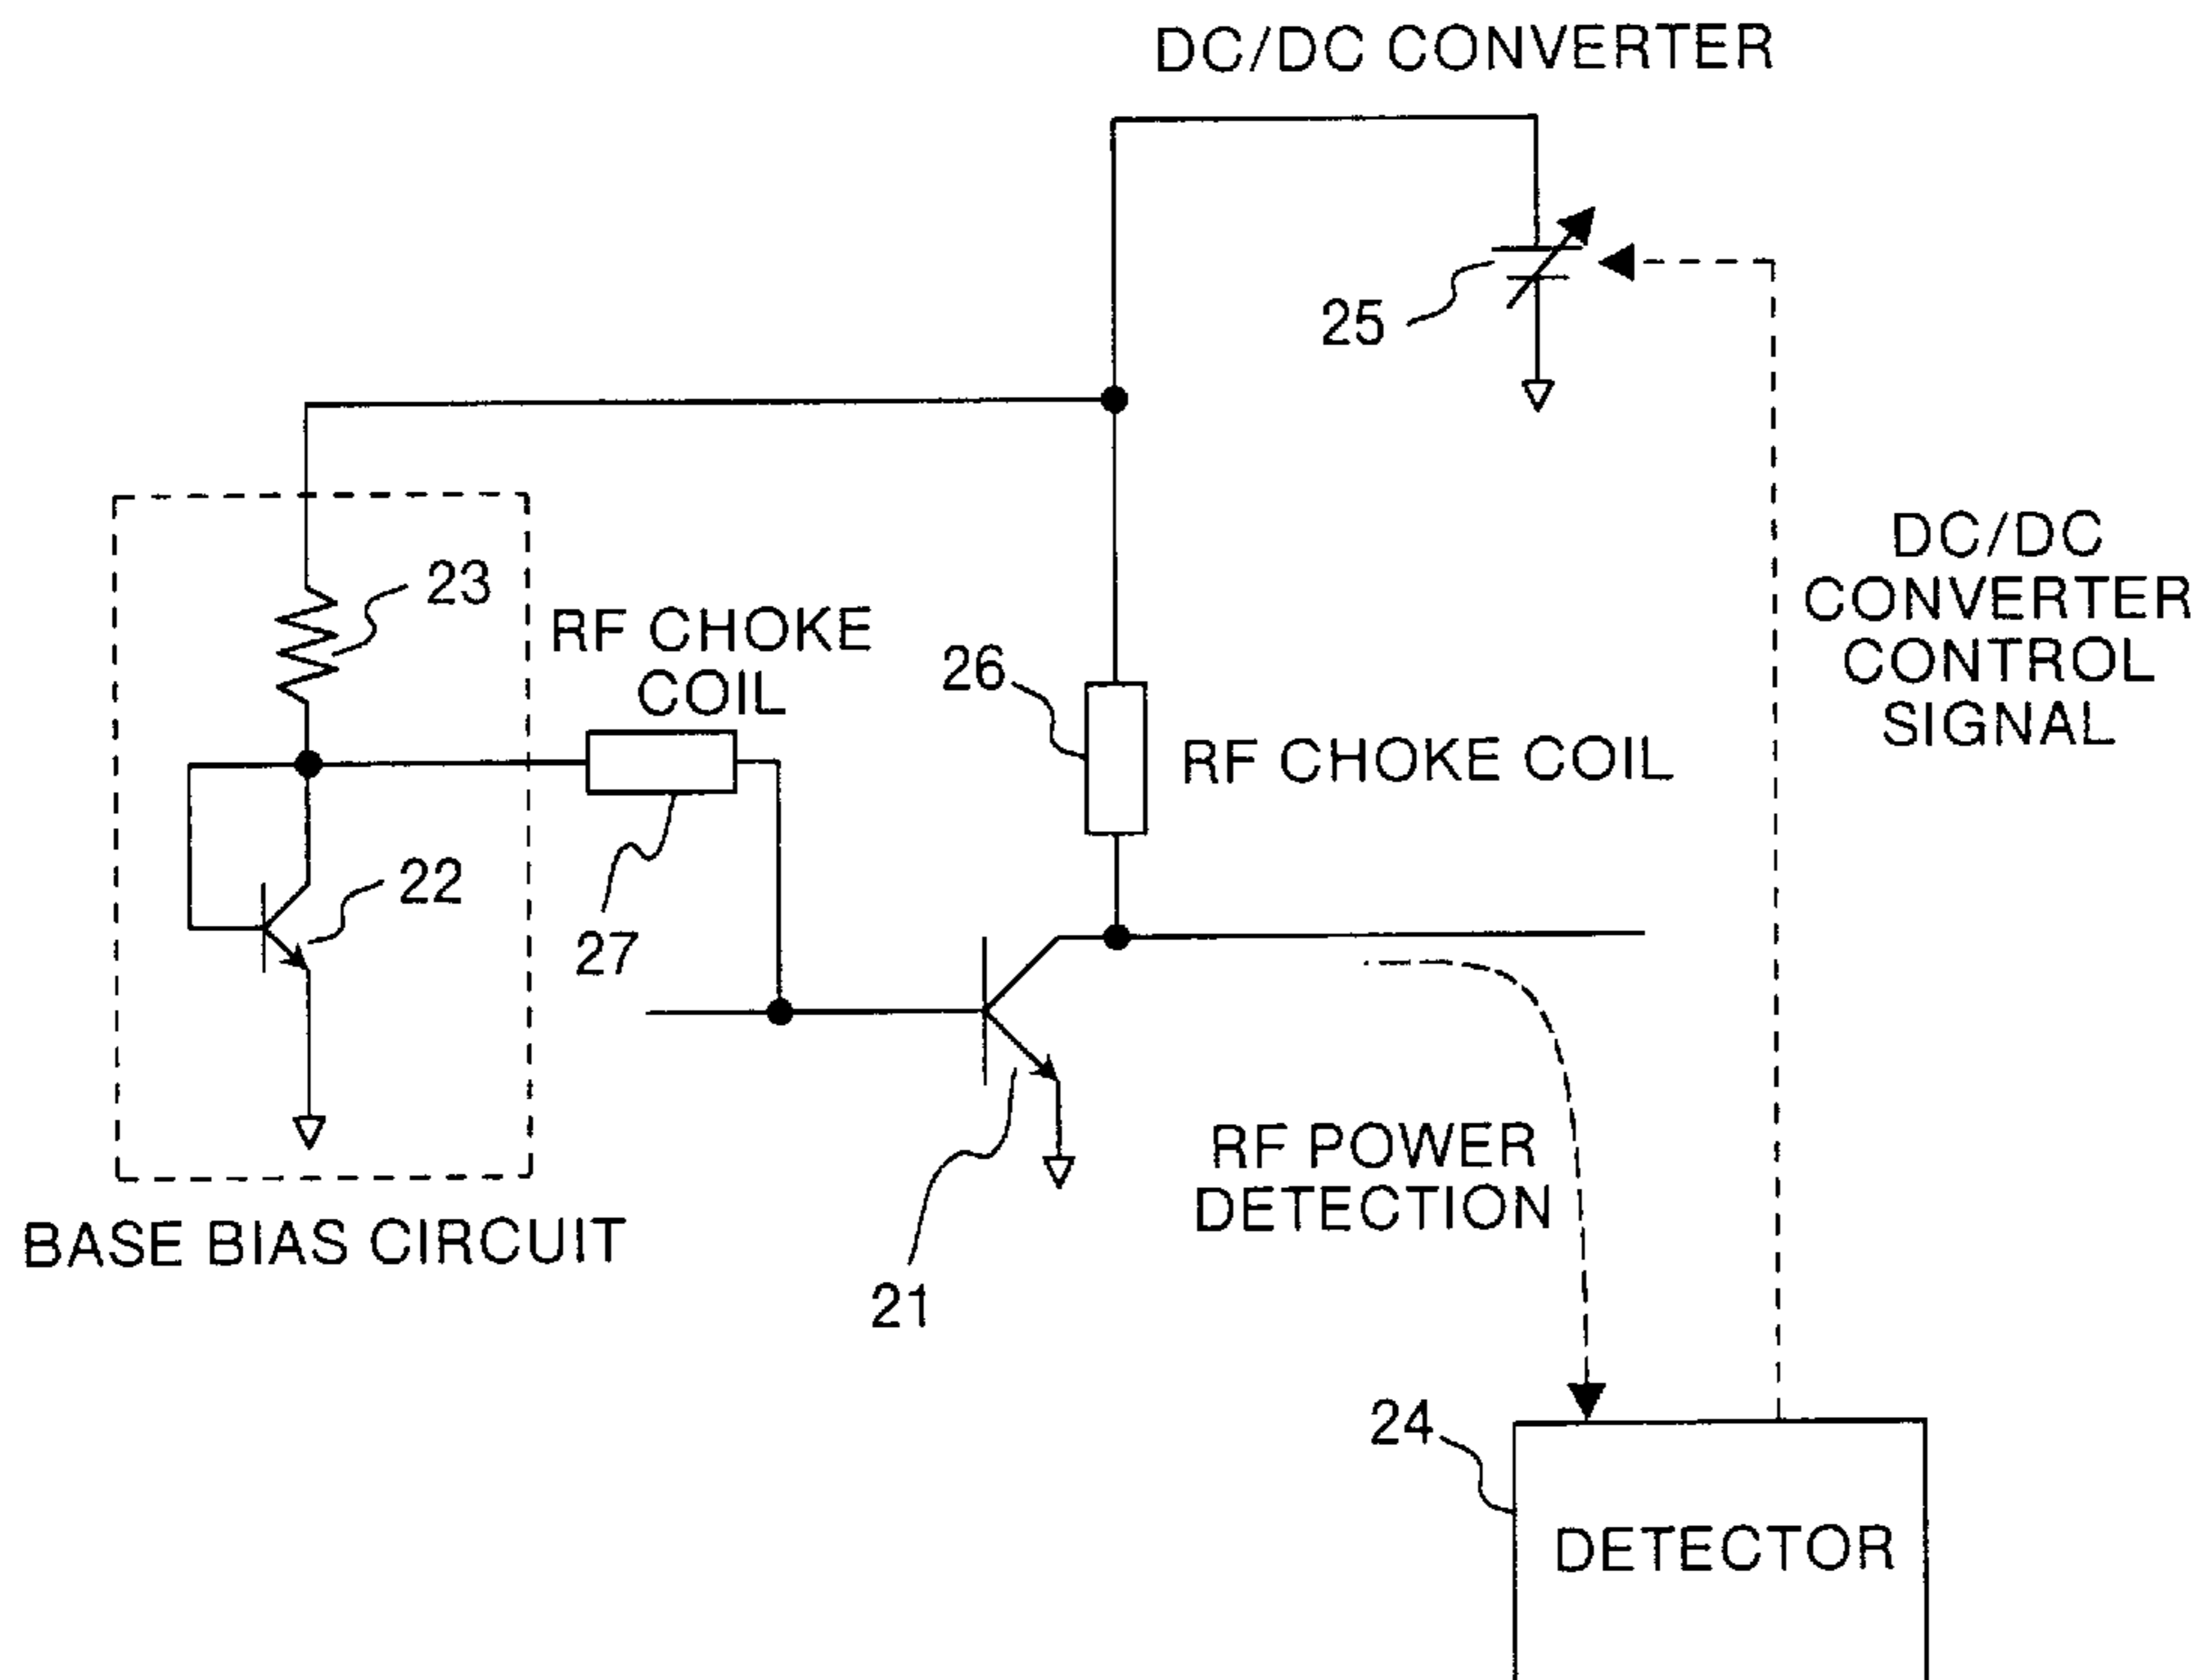 DC/DC CONVERTER
25
DC/DC
CONVERTER
CONTROL
SIGNAL
23
RF CHOKE
COIL
26
RF CHOKE COIL
22
27
RF POWER
DETECTION
BASE BIAS CIRCUIT
21
24
DETECTOR